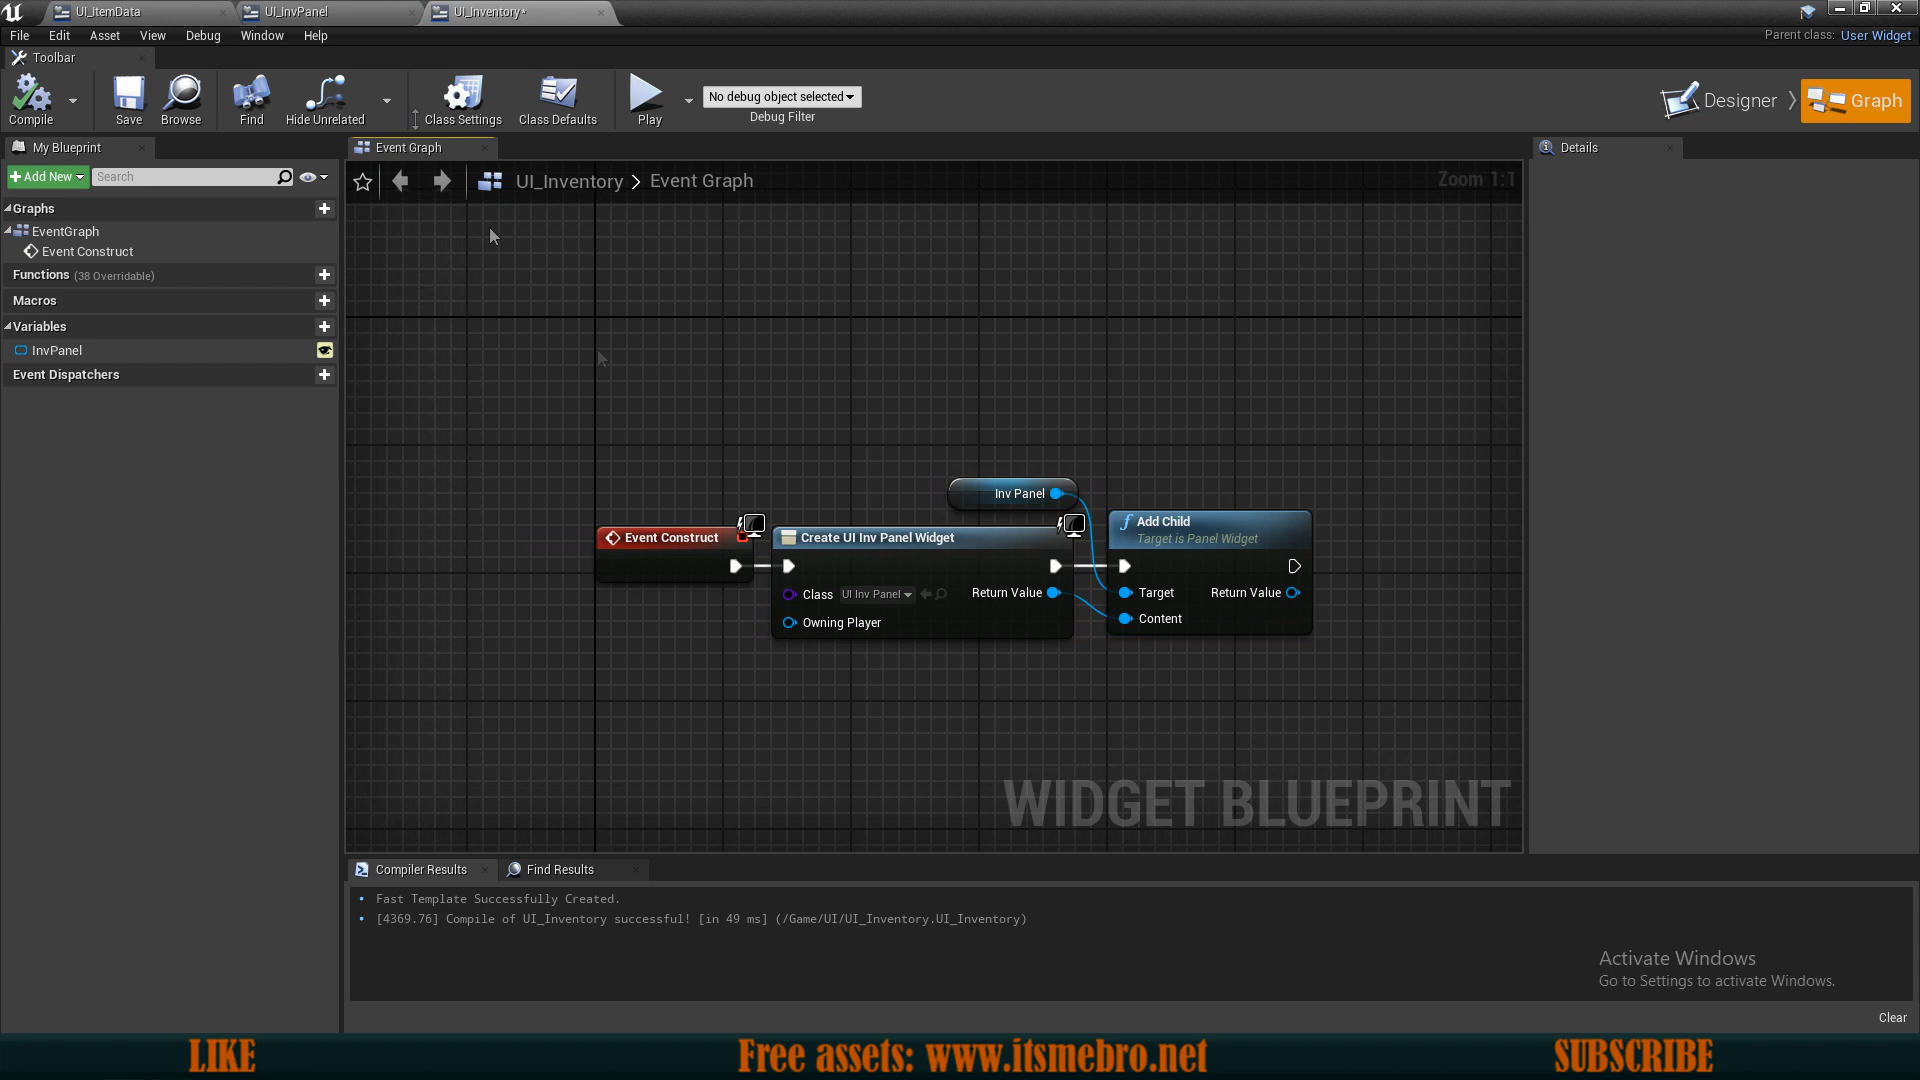 UI_ItemData
UI_InvPanel
UI_Inventory*
File Edit Asset View Debug Window Help
Parent class: User Widget
Toolbar
Compile
Save
Browse
Find
Hide Unrelated
Class Settings
Class Defaults
Play
No debug object selected
Debug Filter
Designer
Graph
My Blueprint
Event Graph
Details
Add New
Search
UI_Inventory > Event Graph
Zoom 1:1
Graphs
EventGraph
Event Construct
Functions (38 Overridable)
Macros
Variables
InvPanel
Event Dispatchers
Inv Panel
Event Construct
Create UI Inv Panel Widget
Class UI Inv Panel
Return Value
Owning Player
f Add Child
Target is Panel Widget
Target
Return Value
Content
WIDGET BLUEPRINT
Compiler Results
Find Results
• Fast Template Successfully Created.
• [4369.76] Compile of UI_Inventory successful! [in 49 ms] (/Game/UI/UI_Inventory.UI_Inventory)
Activate Windows
Go to Settings to activate Windows.
Clear
LIKE
Free assets: www.itsmebro.net
SUBSCRIBE